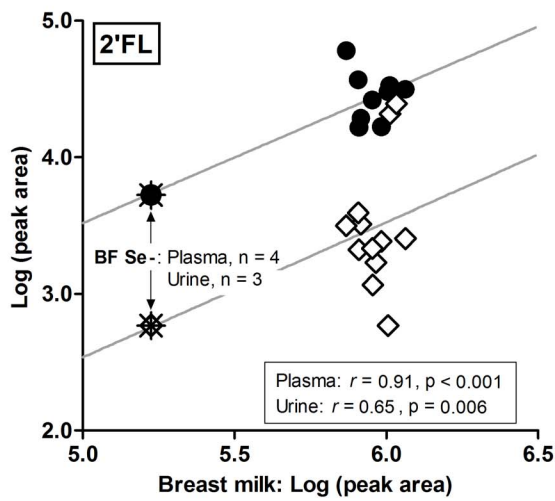 2'FL
5.0
4.0
3.0
2.0
Log (peak area)
BF Se-: Plasma, n = 4
Urine, n = 3
Plasma: r = 0.91, p < 0.001
Urine: r = 0.65, p = 0.006
5.0 5.5 6.0 6.5
Breast milk: Log (peak area)